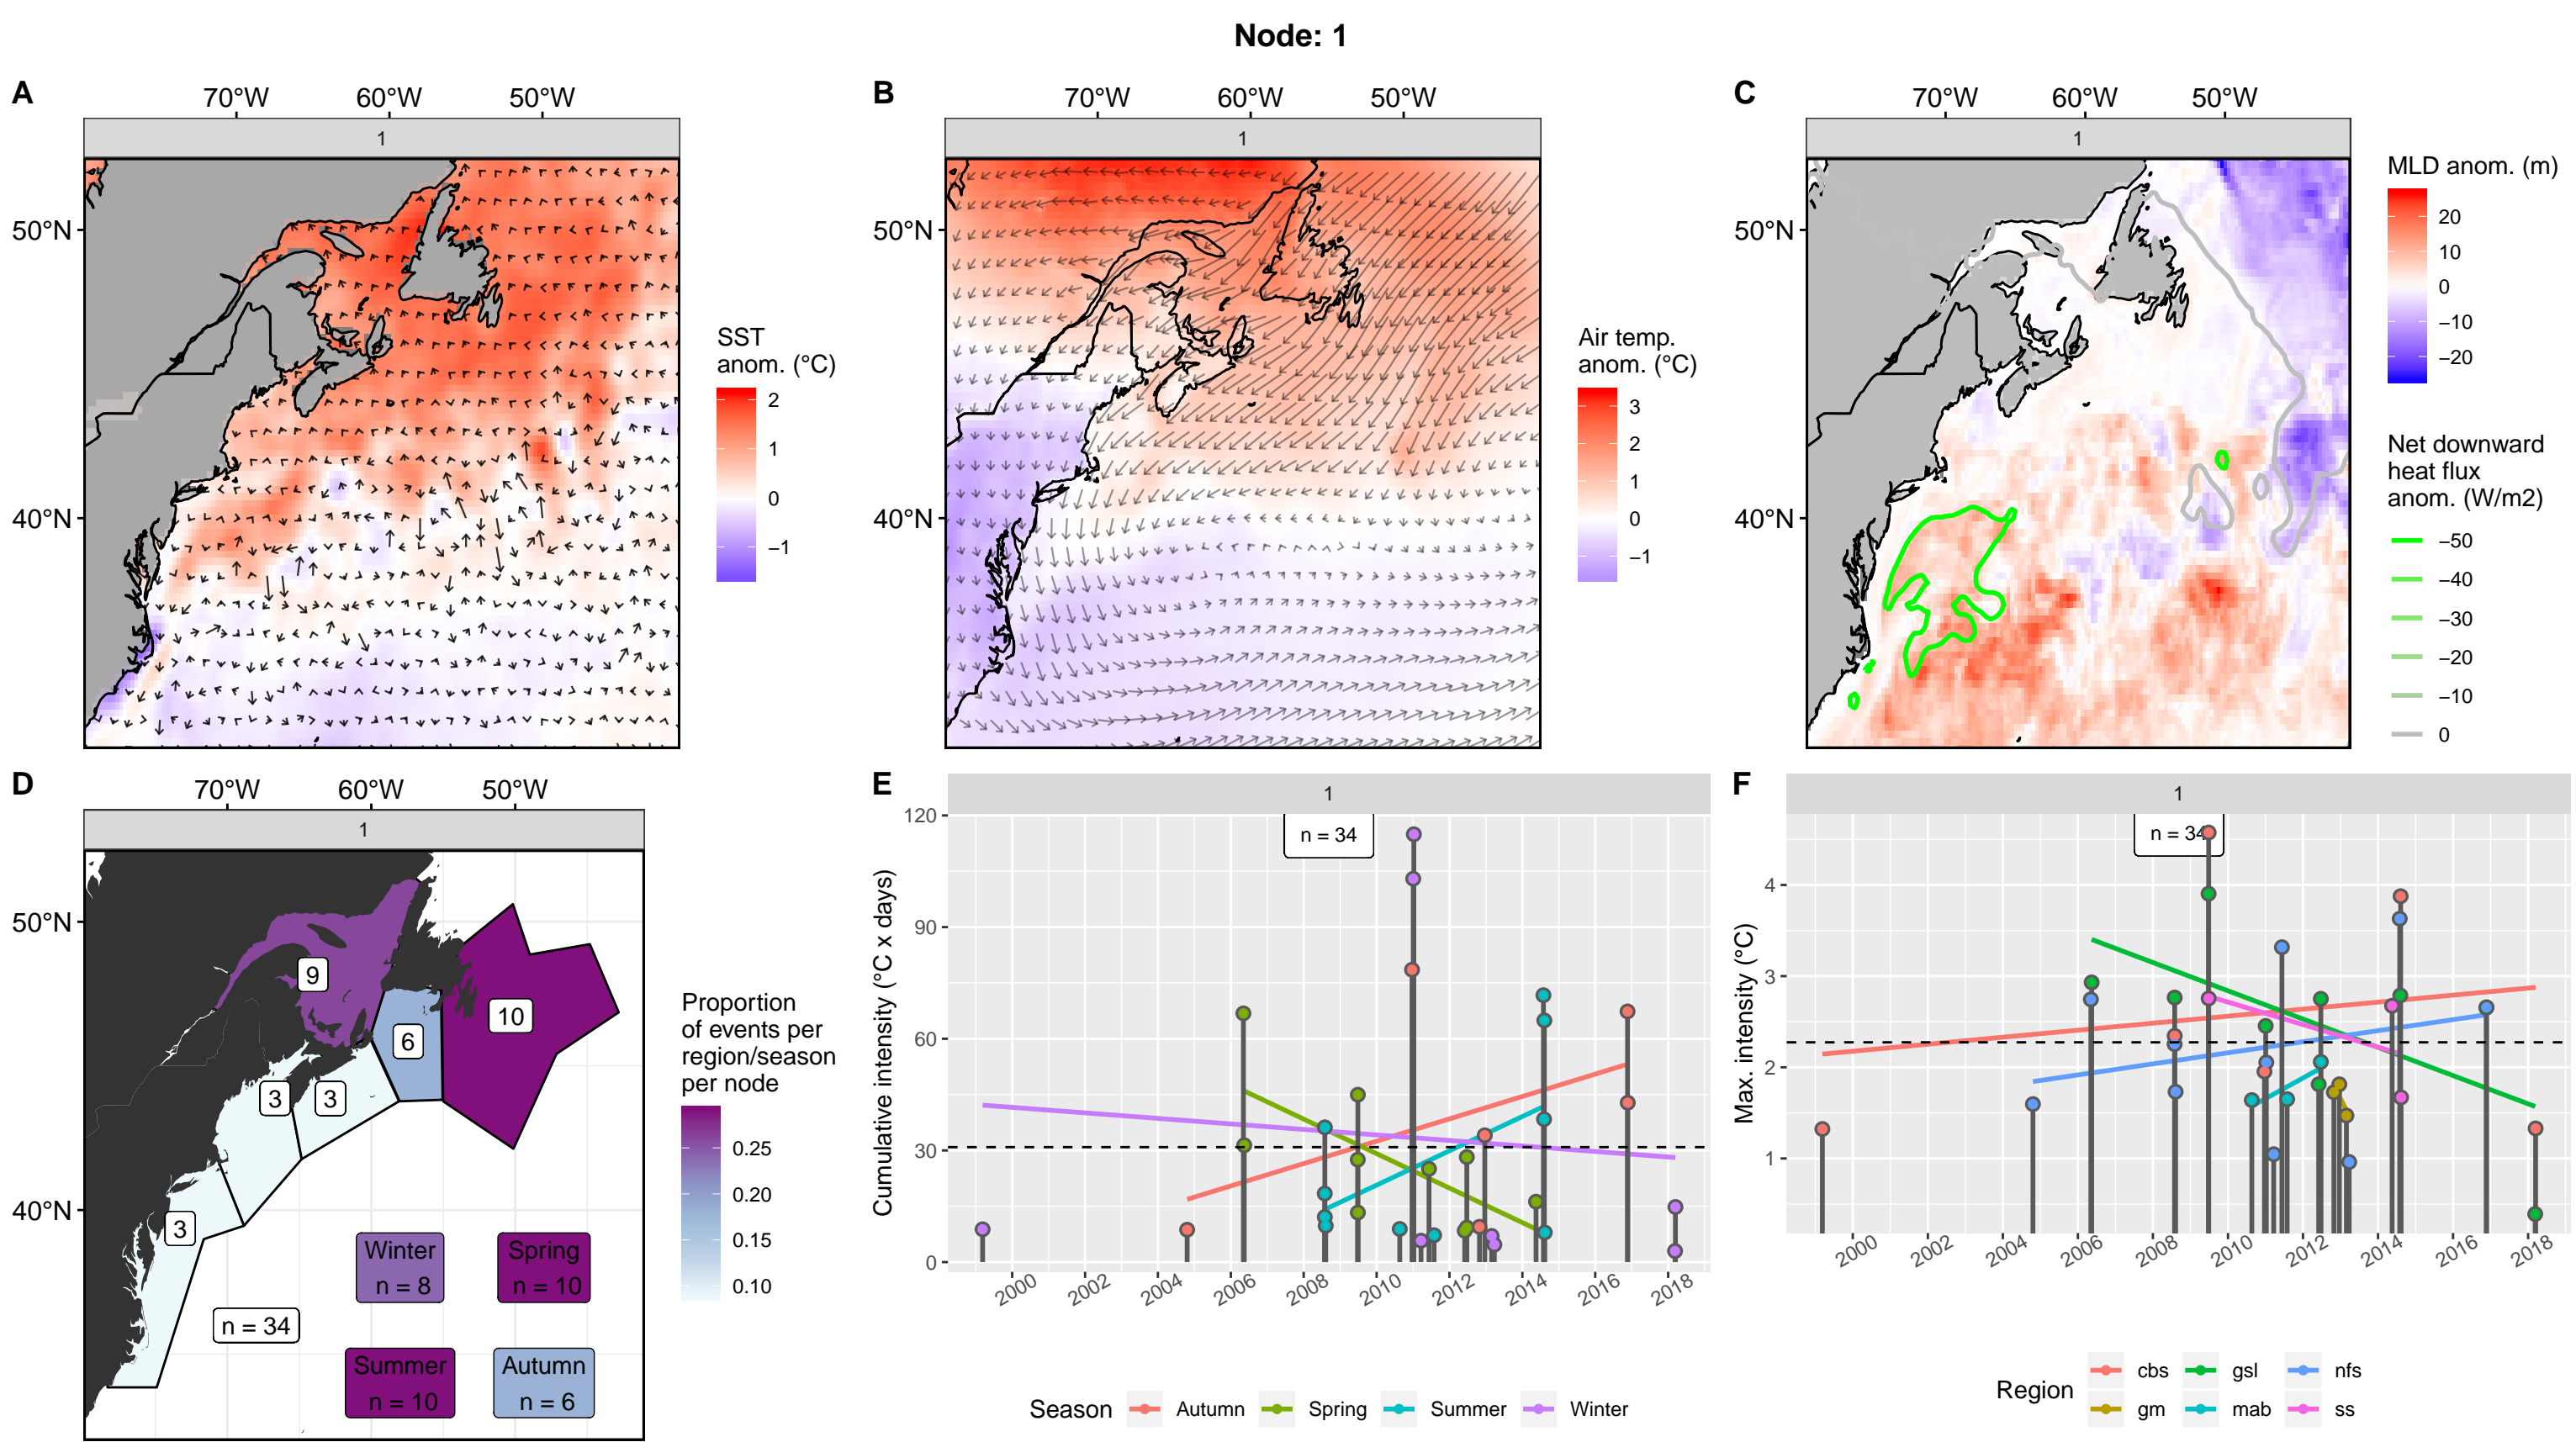 Node: 1
A
70°W 60°W 50°W
1
50°N
40°N
SST
anom. (°C)
2
1
0
−1
B
70°W 60°W 50°W
1
50°N
40°N
Air temp.
anom. (°C)
3
2
1
0
−1
C
70°W 60°W 50°W
1
50°N
40°N
MLD anom. (m)
20
10
0
−10
−20
Net downward
heat flux
anom. (W/m2)
−50
−40
−30
−20
−10
0
D
70°W 60°W 50°W
1
50°N
40°N
9
10
6
3
3
3
n = 34
Winter
n = 8
Spring
n = 10
Summer
n = 10
Autumn
n = 6
Proportion
of events per
region/season
per node
0.25
0.20
0.15
0.10
E
1
n = 34
Cumulative intensity (°C x days)
120
90
60
30
0
2000 2002 2004 2006 2008 2010 2012 2014 2016 2018
Season Autumn Spring Summer Winter
F
1
n = 34
Max. intensity (°C)
4
3
2
1
2000 2002 2004 2006 2008 2010 2012 2014 2016 2018
Region
cbs gsl nfs
gm mab ss